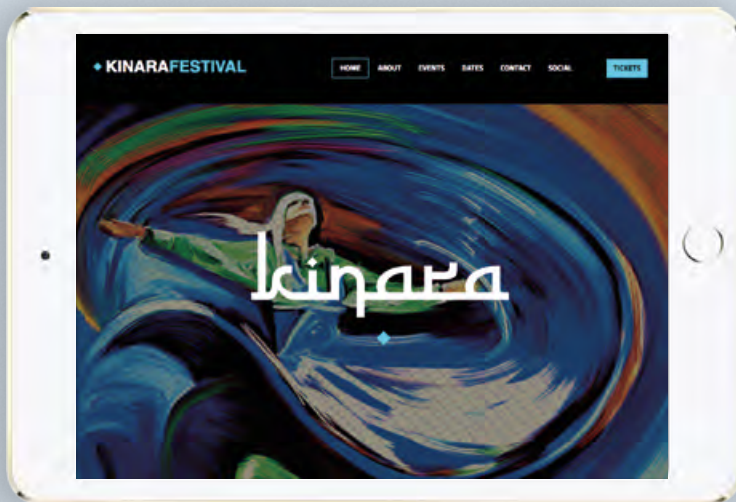 KINARAFESTIVAL
HOME ABOUT EVENTS DATES CONTACT SOCIAL TICKETS
kinara